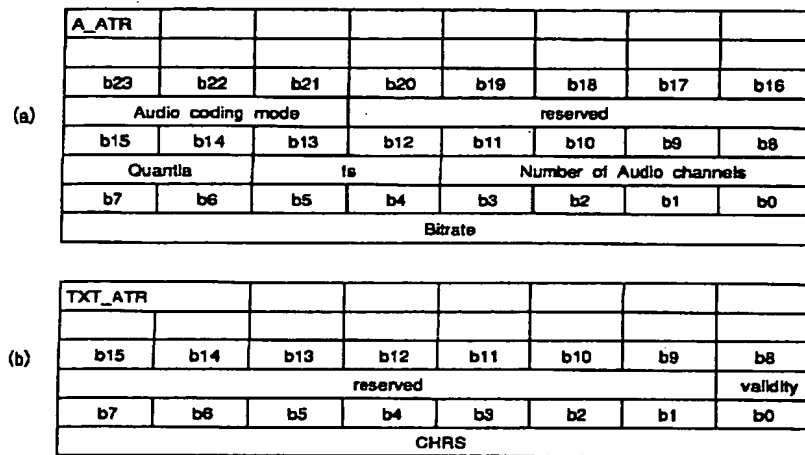 A_ATR
b23 b22 b21 b20 b19 b18 b17 b16
(a)
Audio coding mode reserved
b15 b14 b13 b12 b11 b10 b9 b8
Quantia fs Number of Audio channels
b7 b6 b5 b4 b3 b2 b1 b0
Bitrate
TXT_ATR
(b)
b15 b14 b13 b12 b11 b10 b9 b8
reserved validity
b7 b6 b5 b4 b3 b2 b1 b0
CHRS